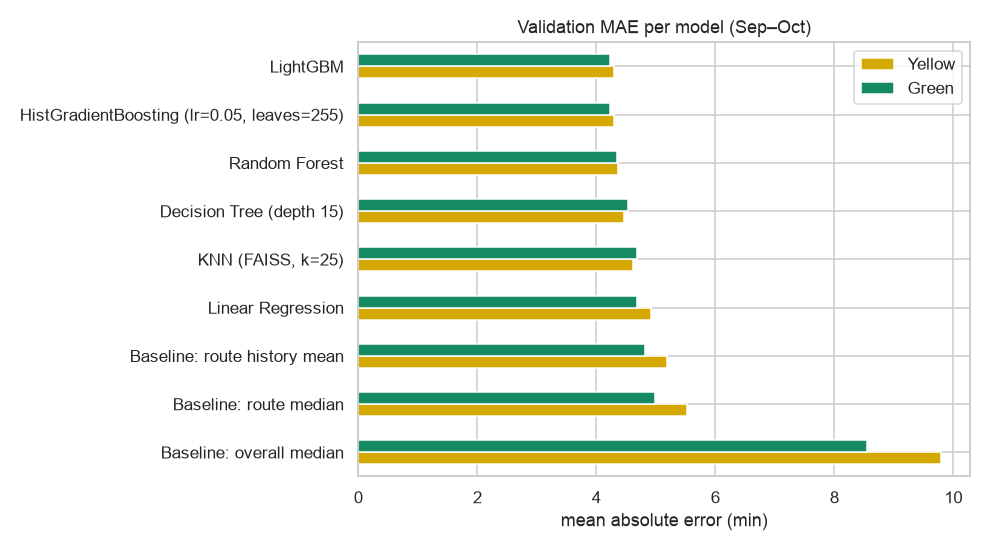 Validation MAE per model (Sep–Oct)
Yellow
Green
LightGBM
HistGradientBoosting (lr=0.05, leaves=255)
Random Forest
Decision Tree (depth 15)
KNN (FAISS, k=25)
Linear Regression
Baseline: route history mean
Baseline: route median
Baseline: overall median
0 2 4 6 8 10
mean absolute error (min)